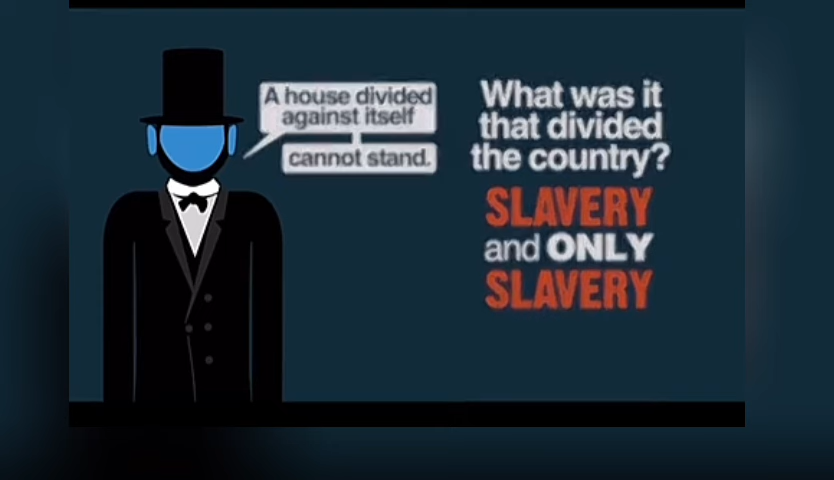 A house divided
against itself
cannot stand.
What was it
that divided
the country?
SLAVERY
and ONLY
SLAVERY